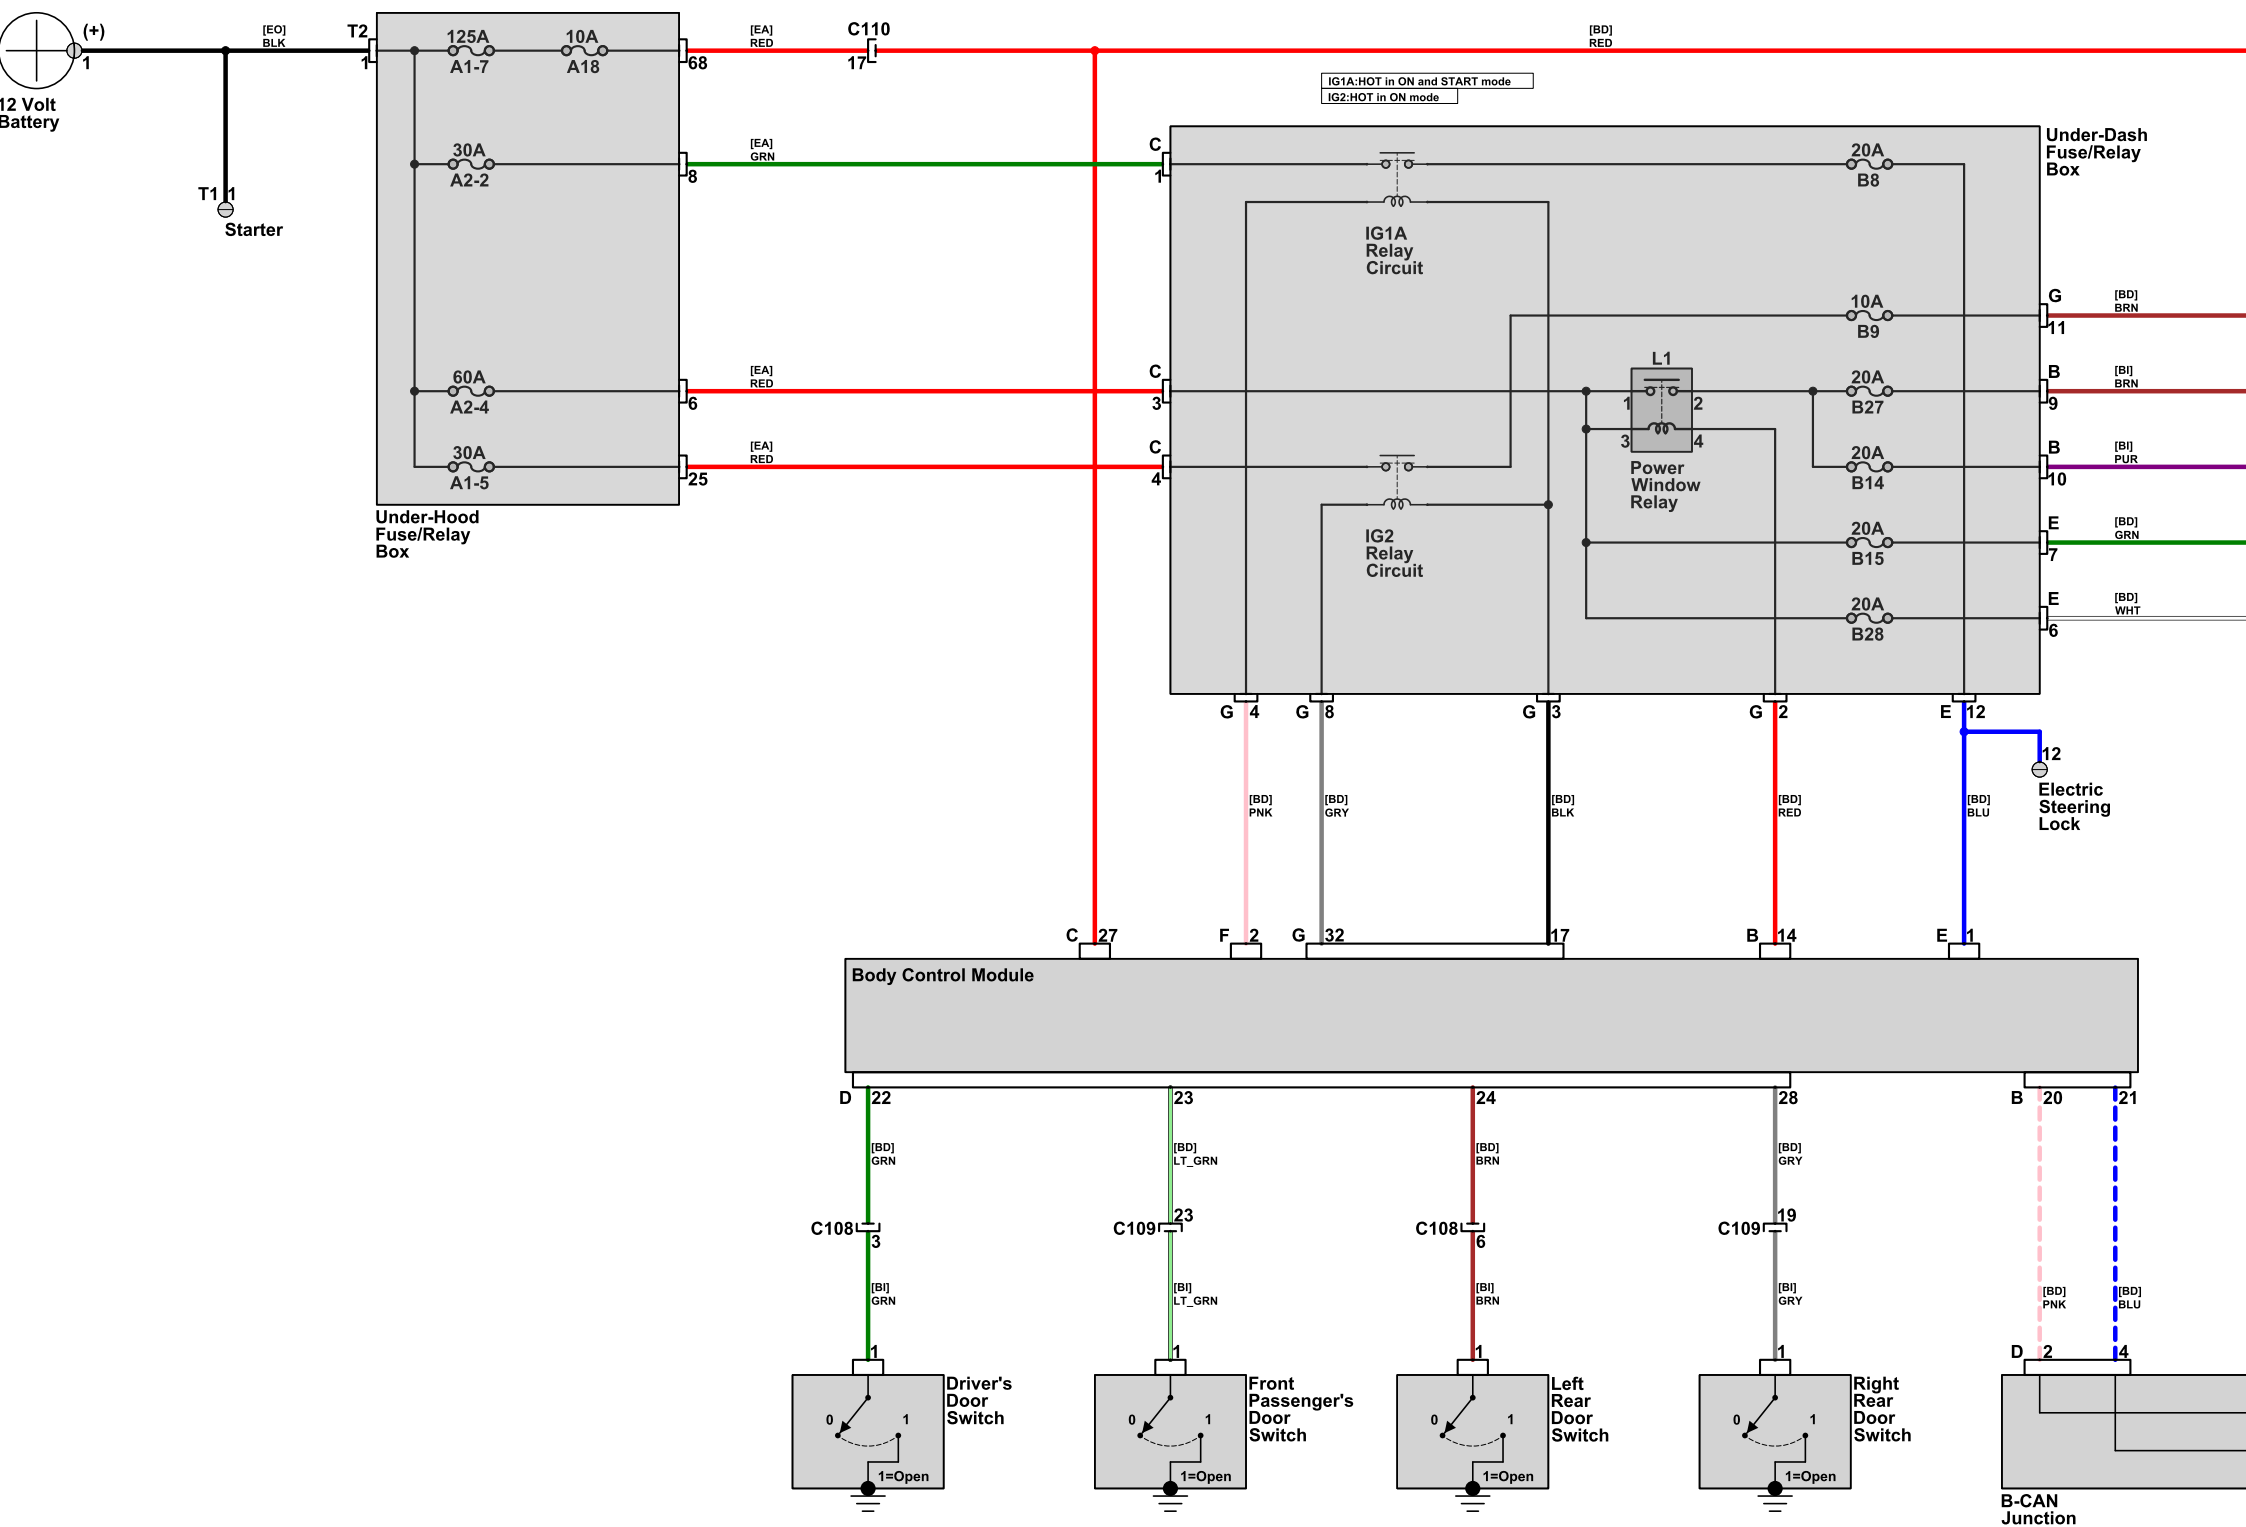 (+)
1
12 Volt
Battery
[EO]
BLK
T1 1
Starter
T2
1
125A
A1-7
10A
A18
68
30A
A2-2
8
60A
A2-4
6
30A
A1-5
25
Under-Hood
Fuse/Relay
Box
[EA]
RED
C110
17
[BD]
RED
[EA]
GRN
[EA]
RED
[EA]
RED
IG1A:HOT in ON and START mode
IG2:HOT in ON mode
C
1
C
3
C
4
IG1A
Relay
Circuit
IG2
Relay
Circuit
L1
1
2
3
4
Power
Window
Relay
20A
B8
10A
B9
20A
B27
20A
B14
20A
B15
20A
B28
Under-Dash
Fuse/Relay
Box
G
11
[BD]
BRN
B
9
[BI]
BRN
B
10
[BI]
PUR
E
7
[BD]
GRN
E
6
[BD]
WHT
G 4
G 8
G 3
G 2
E 12
12
Electric
Steering
Lock
[BD]
PNK
[BD]
GRY
[BD]
BLK
[BD]
RED
[BD]
BLU
C 27
F 2
G 32
17
B 14
E 1
Body Control Module
D 22
23
24
28
B 20
21
[BD]
GRN
[BD]
LT_GRN
[BD]
BRN
[BD]
GRY
C108
3
C109
23
C108
6
C109
19
[BI]
GRN
[BI]
LT_GRN
[BI]
BRN
[BI]
GRY
[BD]
PNK
[BD]
BLU
1
1
1
1
D 2
4
Driver's
Door
Switch
0 1
1=Open
Front
Passenger's
Door
Switch
0 1
1=Open
Left
Rear
Door
Switch
0 1
1=Open
Right
Rear
Door
Switch
0 1
1=Open
B-CAN
Junction